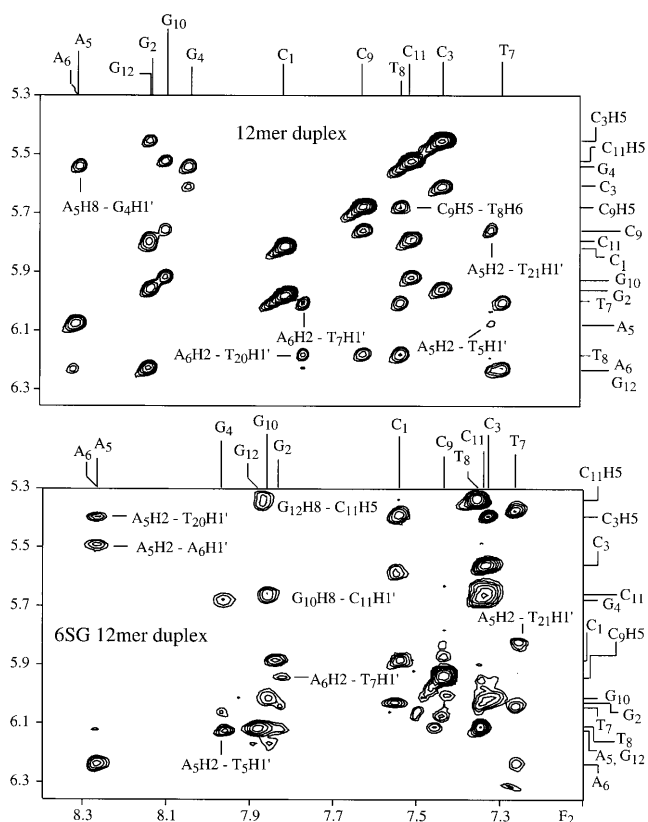 A6 A5 G12 G2 G10 G4 C1 C9 T8 C11 C3 T7
5.3
5.5
5.7
5.9
6.1
6.3
12mer duplex
A5H8 - G4H1'
C9H5 - T8H6
A5H2 - T21H1'
A6H2 - T7H1'
A6H2 - T20H1'
A5H2 - T5H1'
C3H5
C11H5
G4
C3
C9H5
C9
C11
C1
G10
G2
T7
A5
T8
A6
G12
A6 A5 G4 G12 G10 G2 C1 C9 T8 C11 C3 T7
5.3
5.5
5.7
5.9
6.1
6.3
A5H2 - T20H1'
A5H2 - A6H1'
G12H8 - C11H5
G10H8 - C11H1'
A5H2 - T21H1'
6SG 12mer duplex
A6H2 - T7H1'
A5H2 - T5H1'
C11H5
C3H5
C3
C11
G4
C1
C9H5
G10
G2
T7
T8
A5, G12
A6
8.3 8.1 7.9 7.7 7.5 7.3 F2